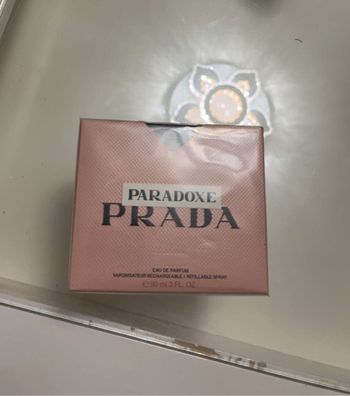 PARADOXE
PRADA
EAU DE PARFUM
VAPORISATEUR RECHARGEABLE / REFILLABLE SPRAY
℮ 90 ml 3 FL. OZ.